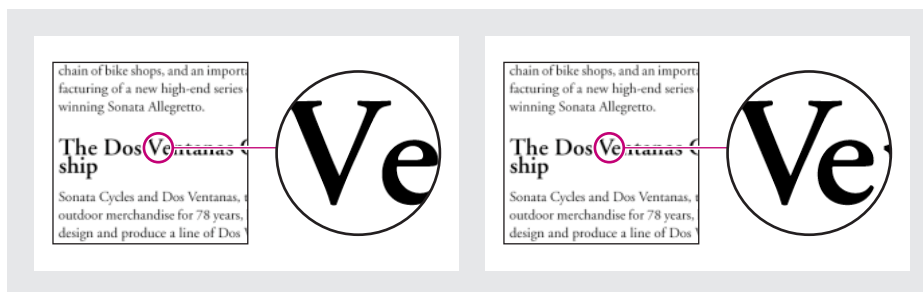 chain of bike shops, and an import
facturing of a new high-end series
winning Sonata Allegretto.
The Dos Ventanas
ship
Sonata Cycles and Dos Ventanas,
outdoor merchandise for 78 years,
design and produce a line of Dos
Ve
chain of bike shops, and an import
facturing of a new high-end series
winning Sonata Allegretto.
The Dos Ventanas
ship
Sonata Cycles and Dos Ventanas,
outdoor merchandise for 78 years,
design and produce a line of Dos
Ve